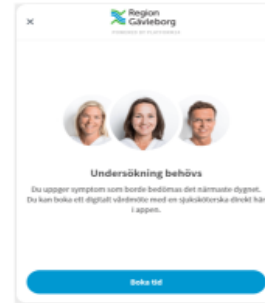 Region
Gävleborg
POWERED BY PLATFORM24
Undersökning behövs
Du uppger symptom som borde bedömas det närmaste dygnet.
Du kan boka ett digitalt vårdmöte med en sjuksköterska direkt här
i appen.
Boka tid